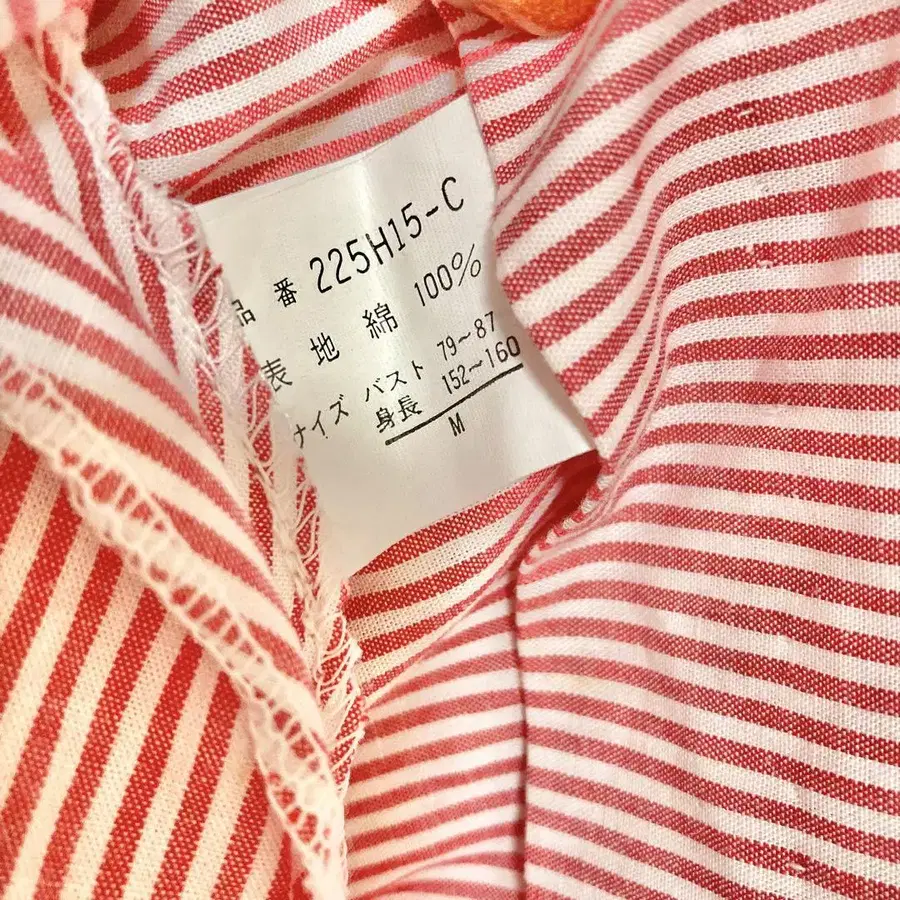 品番 225H15-C
表地 綿 100%
サイズ バスト 79~87
身長 152~160
M